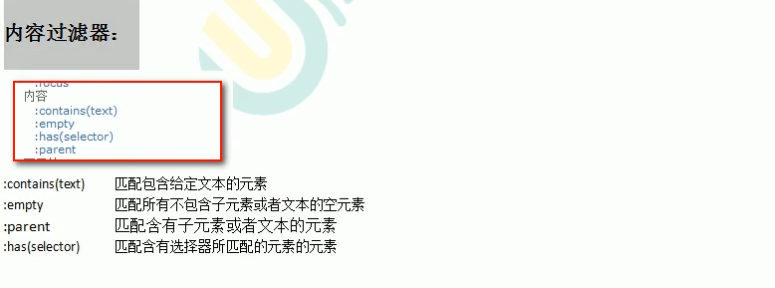 内容过滤器：
:focus
内容
:contains(text)
:empty
:has(selector)
:parent
:contains(text) 匹配包含给定文本的元素
:empty 匹配所有不包含子元素或者文本的空元素
:parent 匹配含有子元素或者文本的元素
:has(selector) 匹配含有选择器所匹配的元素的元素